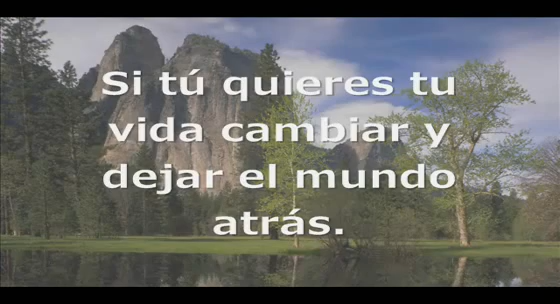 Si tú quieres tu
vida cambiar y
dejar el mundo
atrás.